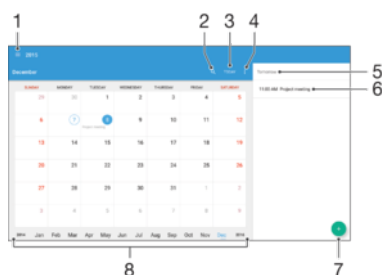 1
2 3 4
2015
December
TODAY
SUNDAY MONDAY TUESDAY WEDNESDAY THURSDAY FRIDAY SATURDAY
29 30 1 2 3 4 5
6 7 8 9 10 11 12
Project meeting
13 14 15 16 17 18 19
20 21 22 23 24 25 26
27 28 29 30 31 1 2
3 4 5 6 7 8 9
2014 Jan Feb Mar Apr May Jun Jul Aug Sep Oct Nov Dec 2016
Tomorrow
11:00 AM Project meeting
5
6
7
8